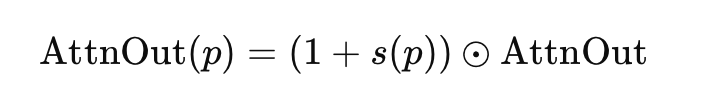 AttnOut(p) = (1 + s(p)) ⊙ AttnOut